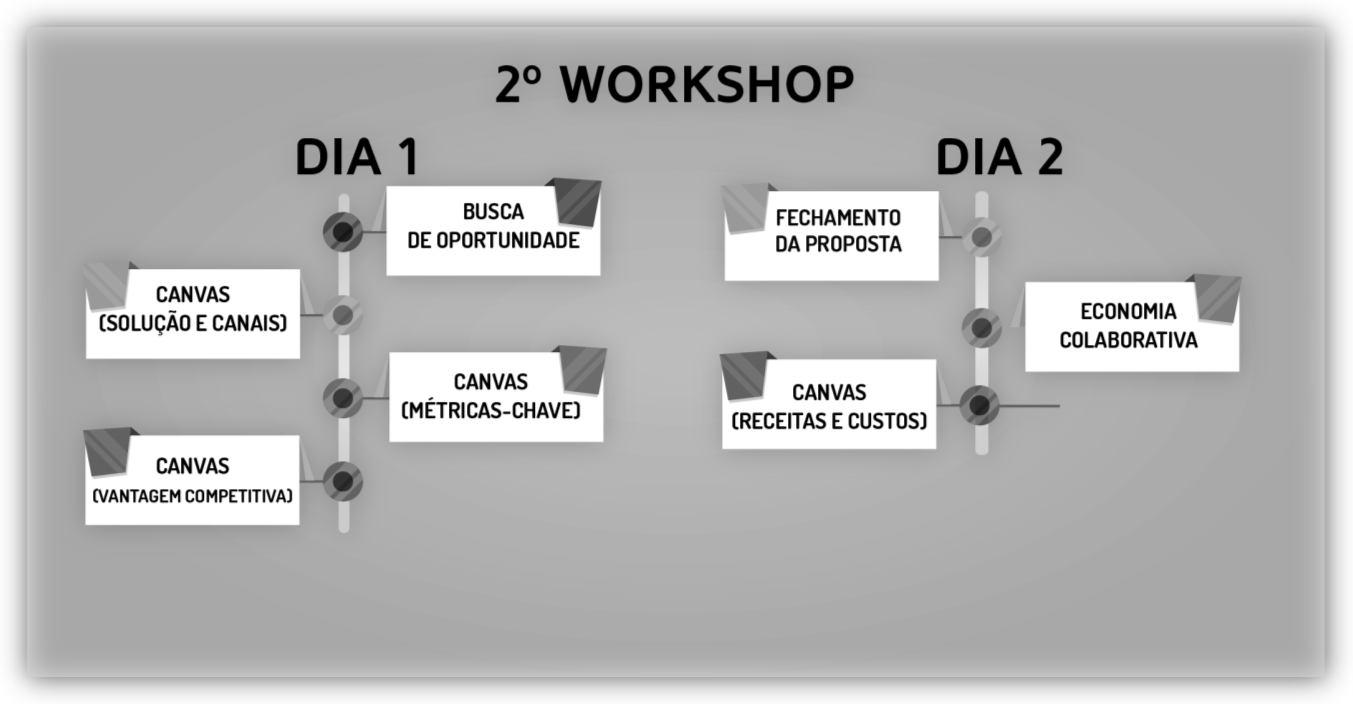 2º WORKSHOP
DIA 1
BUSCA
DE OPORTUNIDADE
CANVAS
(SOLUÇÃO E CANAIS)
CANVAS
(MÉTRICAS-CHAVE)
CANVAS
(VANTAGEM COMPETITIVA)
DIA 2
FECHAMENTO
DA PROPOSTA
ECONOMIA
COLABORATIVA
CANVAS
(RECEITAS E CUSTOS)